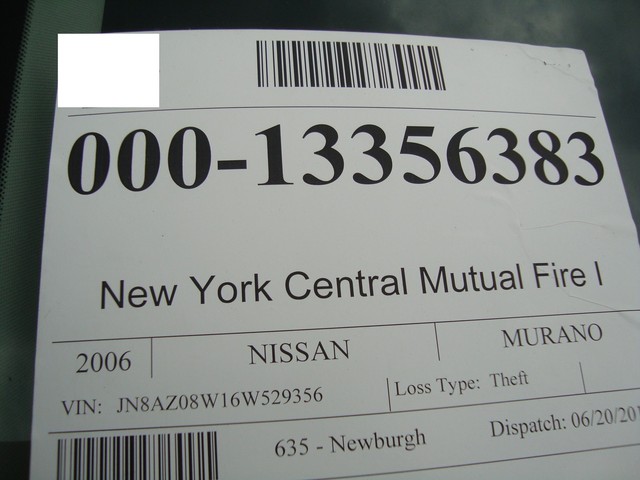 000-13356383
New York Central Mutual Fire I
2006 NISSAN MURANO
VIN: JN8AZ08W16W529356 Loss Type: Theft
635 - Newburgh Dispatch: 06/20/201